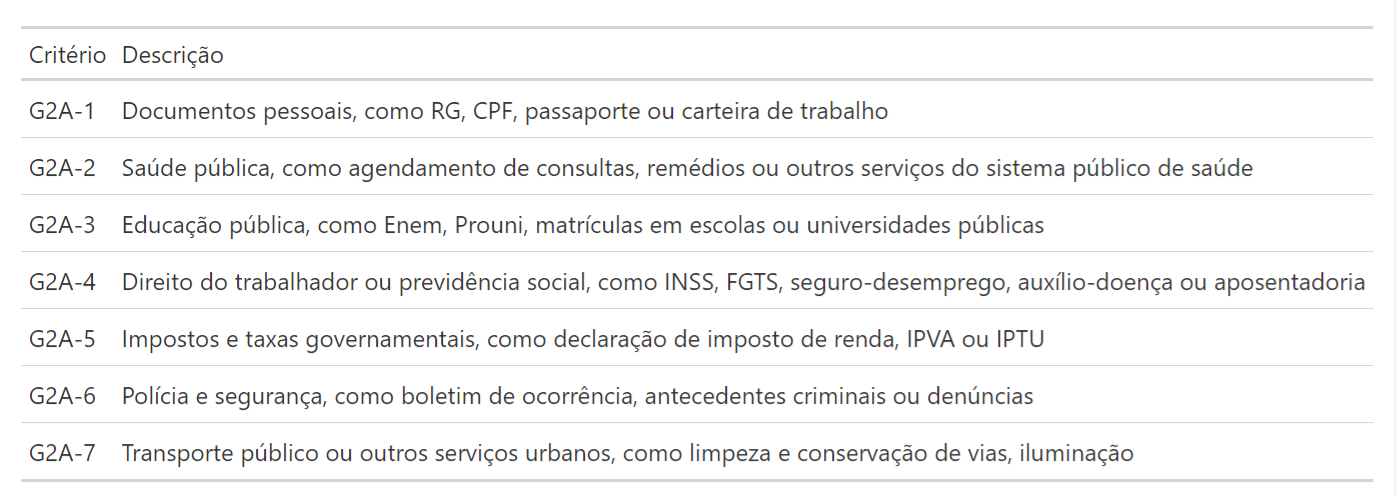 Critério Descrição
G2A-1 Documentos pessoais, como RG, CPF, passaporte ou carteira de trabalho
G2A-2 Saúde pública, como agendamento de consultas, remédios ou outros serviços do sistema público de saúde
G2A-3 Educação pública, como Enem, Prouni, matrículas em escolas ou universidades públicas
G2A-4 Direito do trabalhador ou previdência social, como INSS, FGTS, seguro-desemprego, auxílio-doença ou aposentadoria
G2A-5 Impostos e taxas governamentais, como declaração de imposto de renda, IPVA ou IPTU
G2A-6 Polícia e segurança, como boletim de ocorrência, antecedentes criminais ou denúncias
G2A-7 Transporte público ou outros serviços urbanos, como limpeza e conservação de vias, iluminação